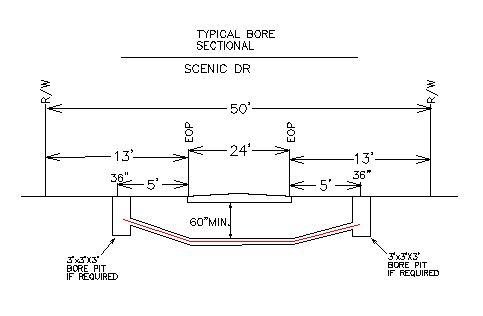 TYPICAL BORE
SECTIONAL
SCENIC DR
R/W
R/W
50'
EOP
EOP
13'
24'
13'
36"
5'
5'
36"
60"MIN.
3'x3'X3'
BORE PIT
IF REQUIRED
3'x3'X3'
BORE PIT
IF REQUIRED